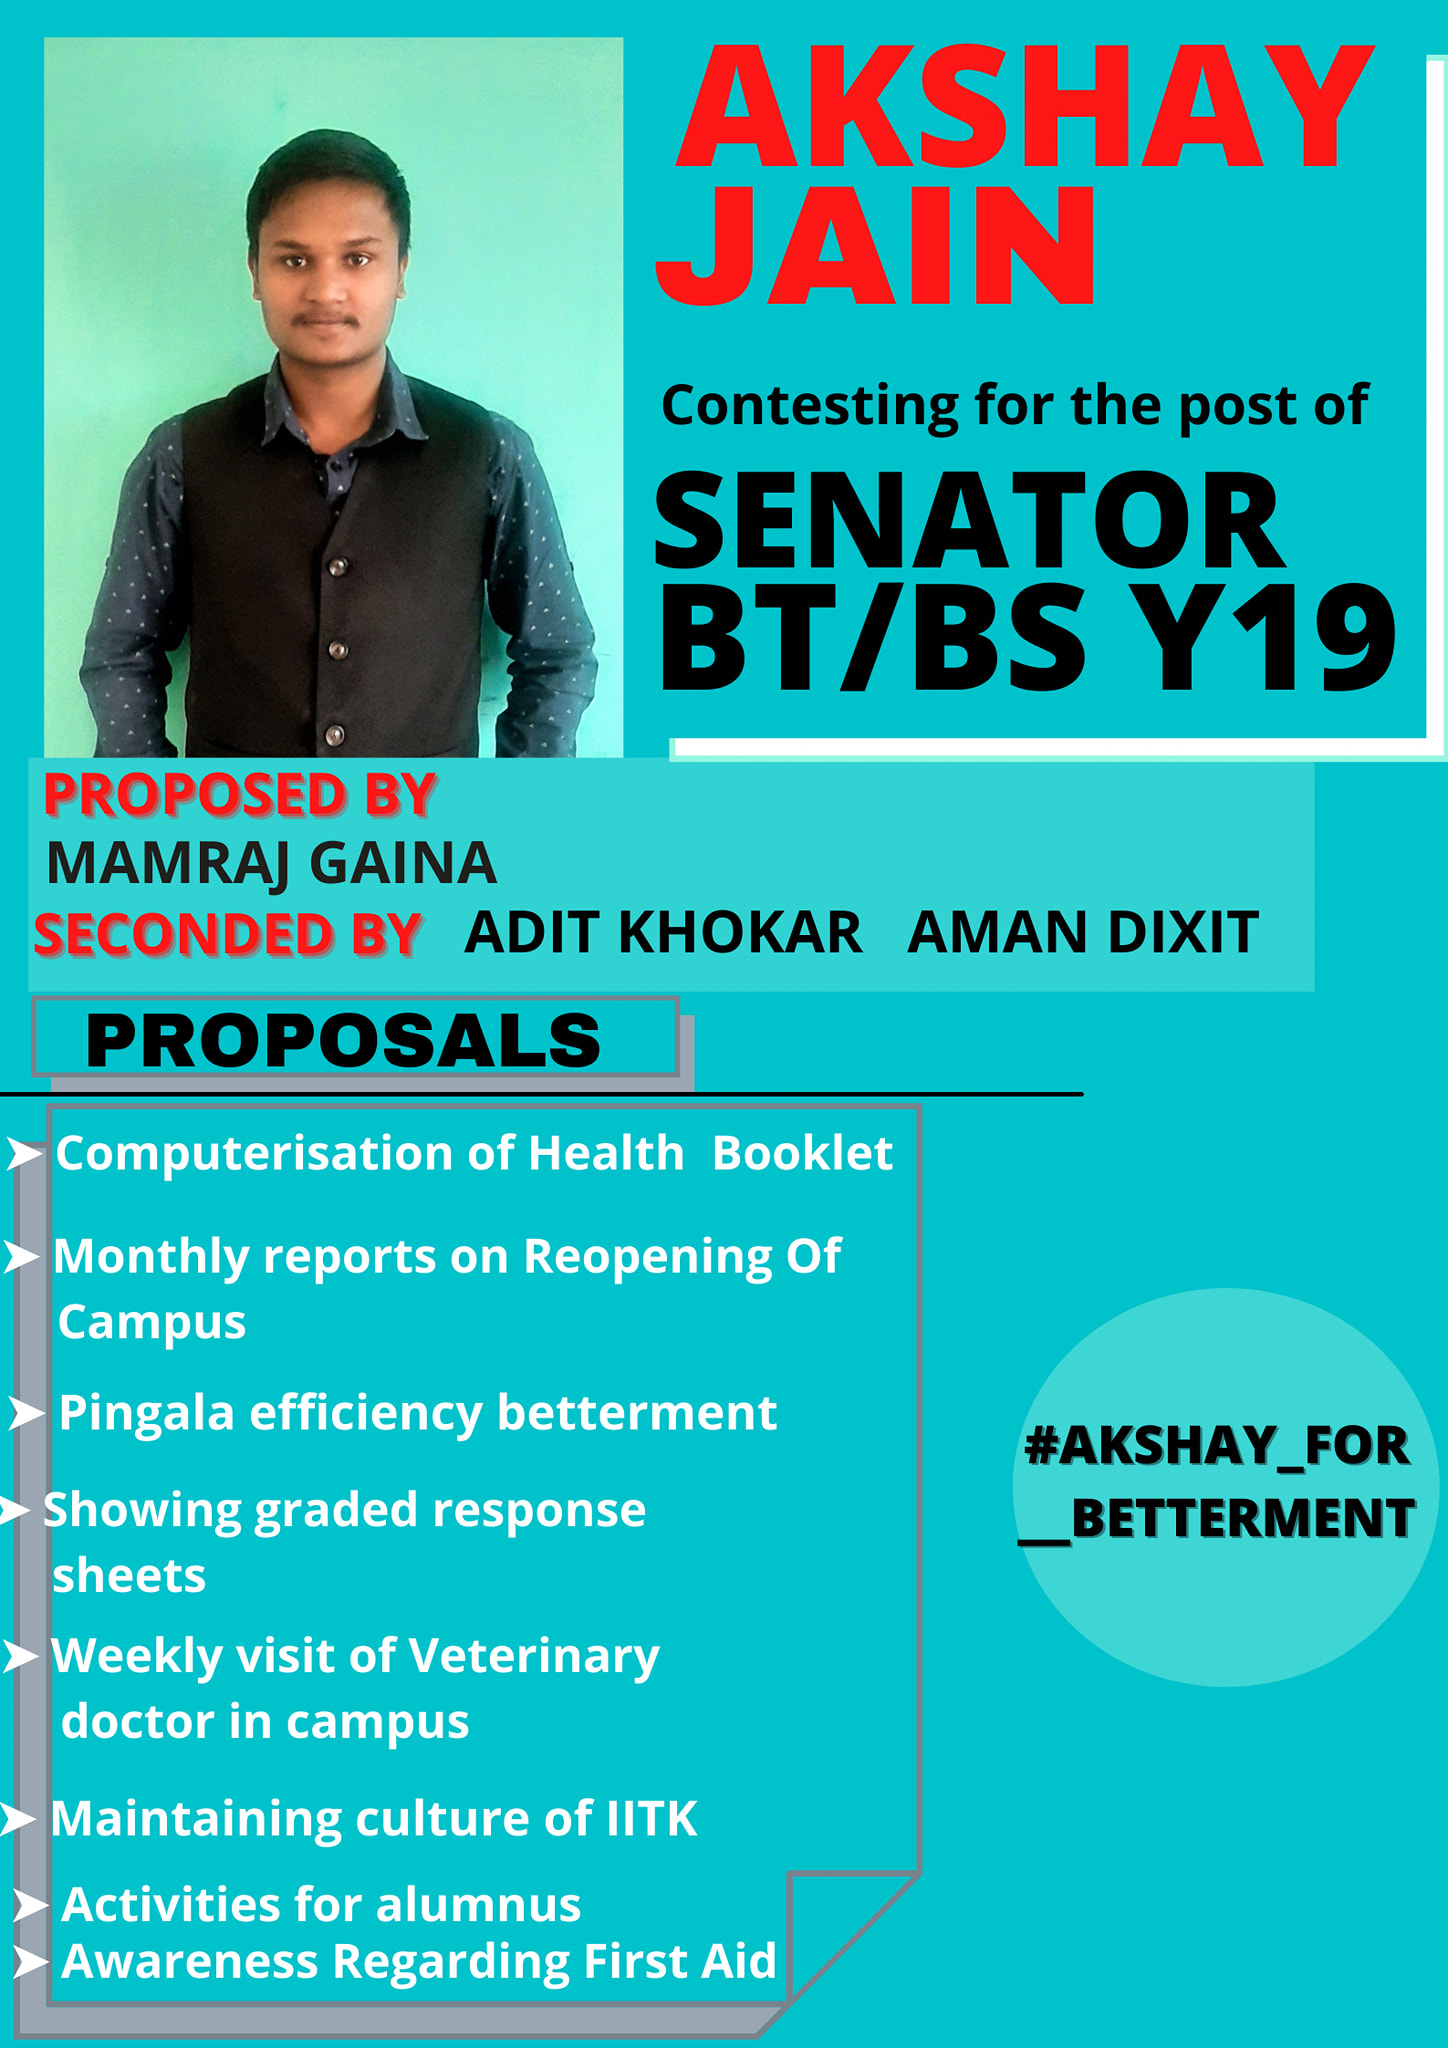 AKSHAY
JAIN
Contesting for the post of
SENATOR
BT/BS Y19
PROPOSED BY
MAMRAJ GAINA
SECONDED BY ADIT KHOKAR AMAN DIXIT
PROPOSALS
➤ Computerisation of Health Booklet
➤ Monthly reports on Reopening Of
Campus
➤ Pingala efficiency betterment
➤ Showing graded response
sheets
➤ Weekly visit of Veterinary
doctor in campus
➤ Maintaining culture of IITK
➤ Activities for alumnus
➤ Awareness Regarding First Aid
#AKSHAY_FOR
__BETTERMENT